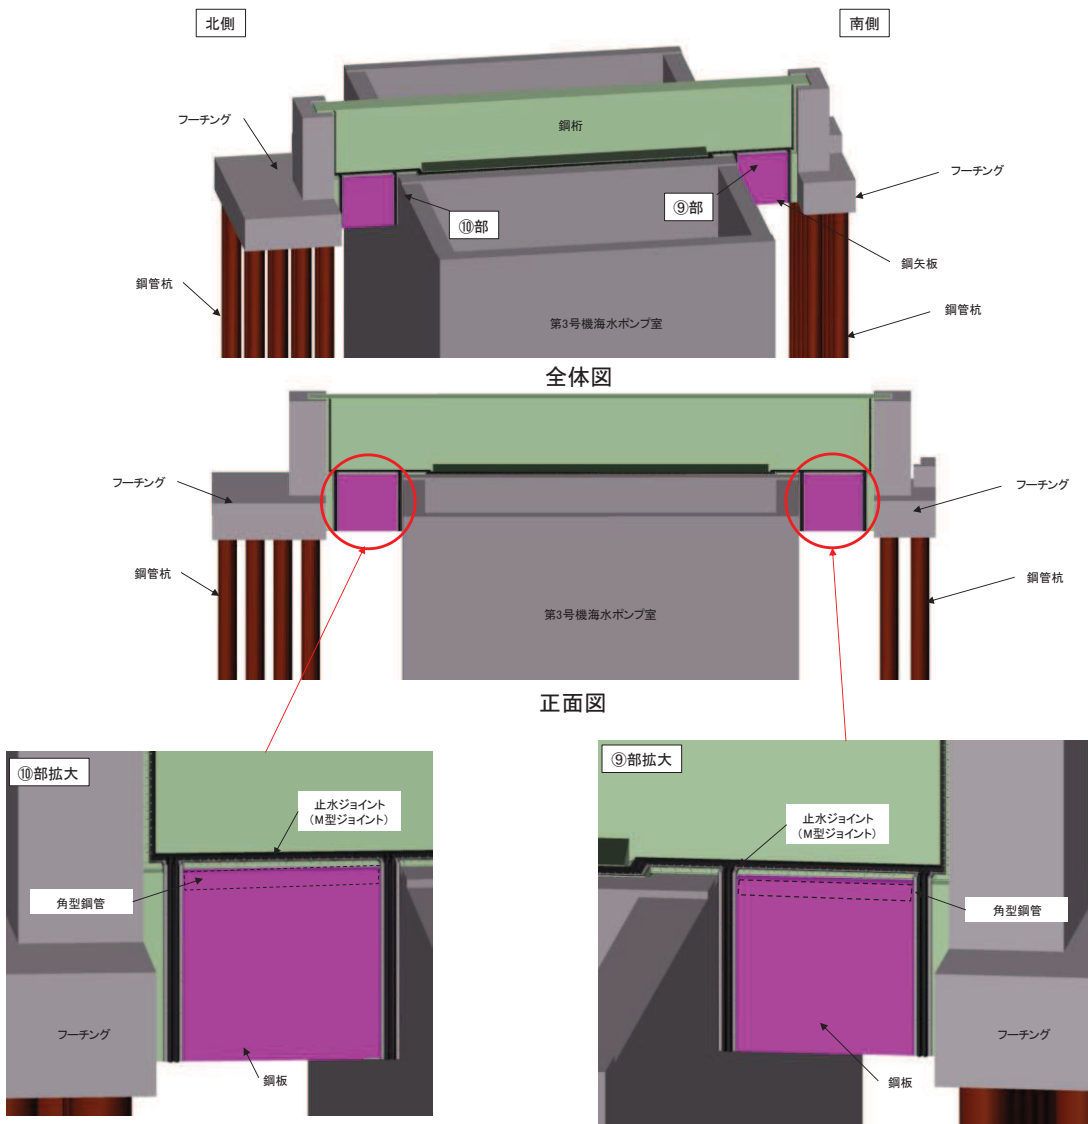 北側
南側
フーチング
鋼桁
フーチング
⑩部
⑨部
鋼矢板
鋼管杭
鋼管杭
第3号機海水ポンプ室
全体図
フーチング
フーチング
鋼管杭
鋼管杭
第3号機海水ポンプ室
正面図
⑩部拡大
止水ジョイント
（M型ジョイント）
角型鋼管
フーチング
鋼板
⑨部拡大
止水ジョイント
（M型ジョイント）
角型鋼管
フーチング
鋼板